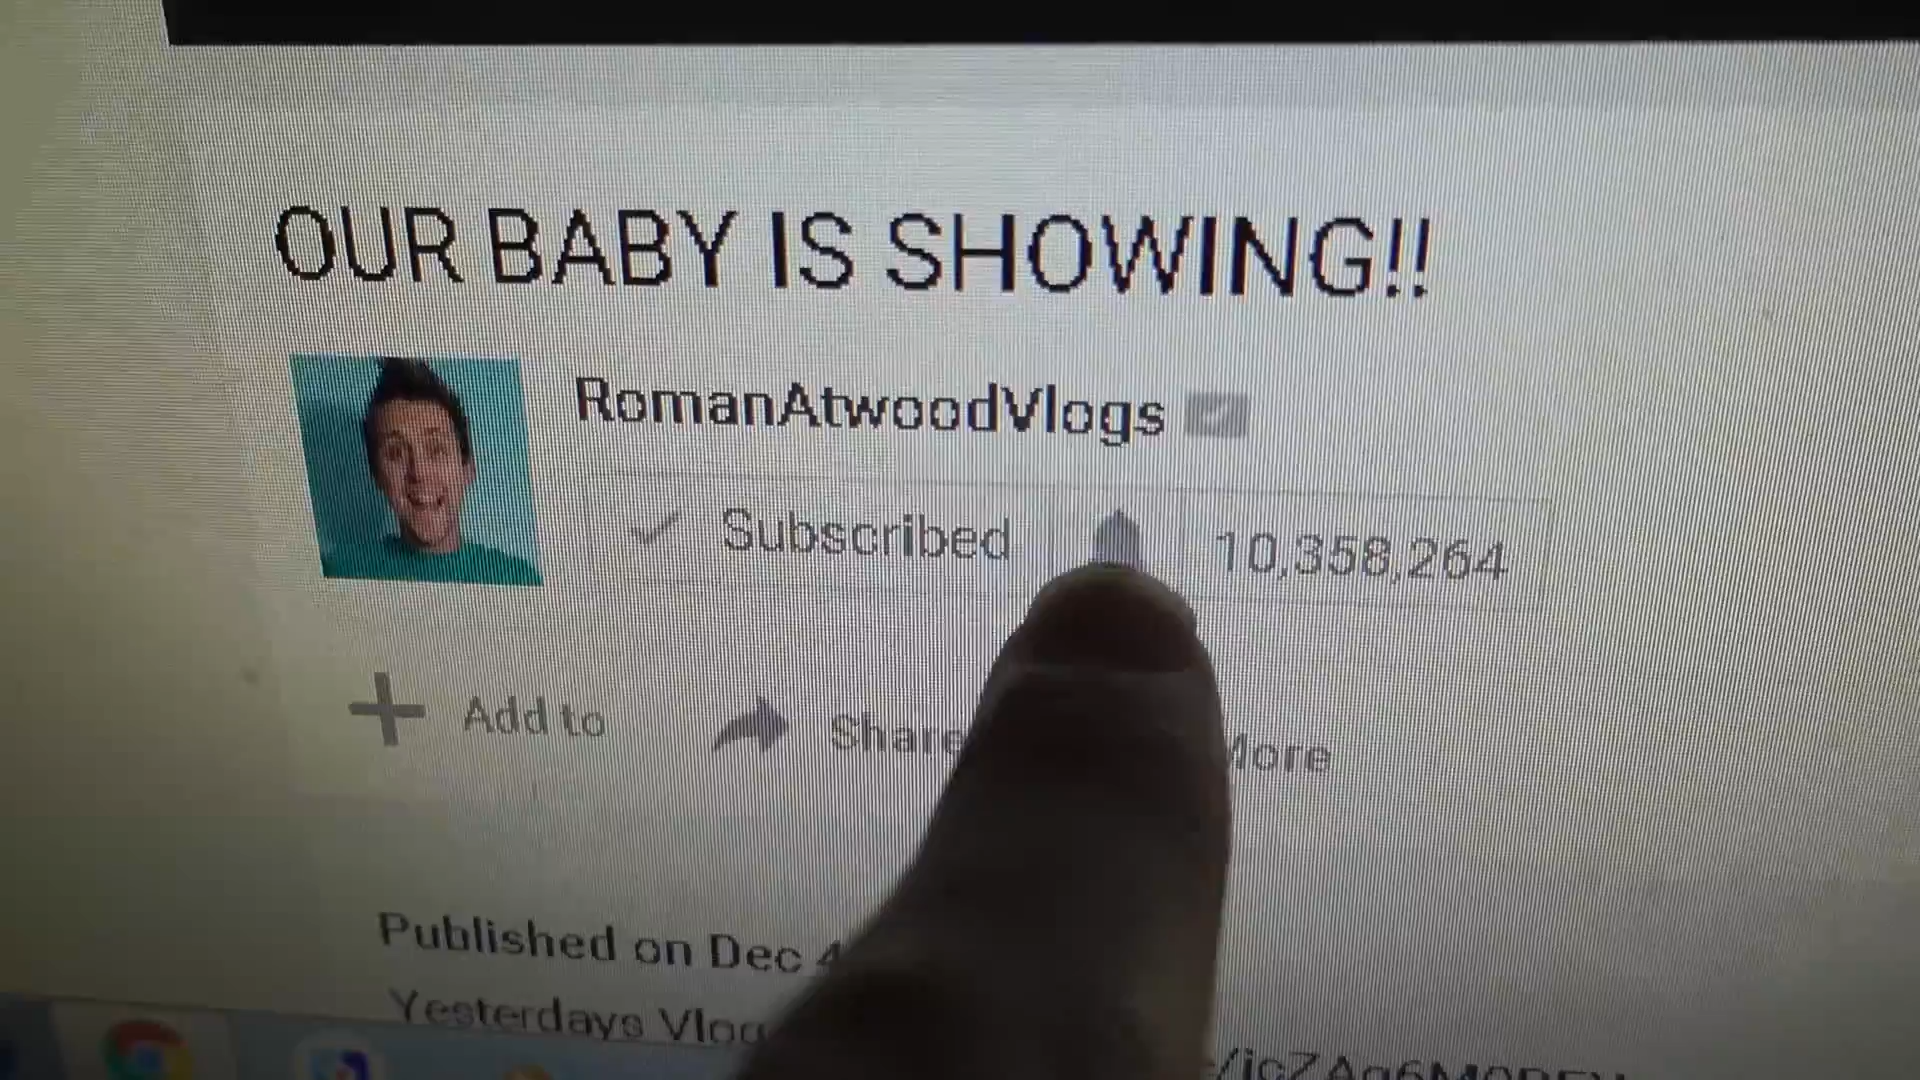 OUR BABY IS SHOWING!!
RomanAtwoodVlogs
Subscribed 10,358,264
Add to Share More
Published on Dec 4
Yesterdays Vlog